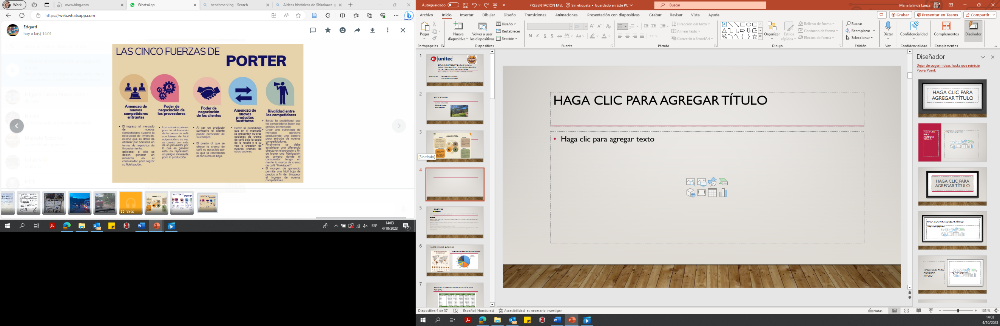 Work
www.bing.com
WhatsApp
benchmarking - Search
Aldeas históricas de Shirakawa-g
https://web.whatsapp.com
Edgard
hoy a la(s) 14:01
LAS CINCO FUERZAS DE
PORTER
Amenaza de
nuevos
competidores
entrantes
El ingreso al mercado
de nuevos
competidores supone la
necesidad de inversión,
misma que es difícil de
obtener por barreras en
temas de requisitos de
financiamiento,
adicional a ello se
deben generar un
recuerdo en el
consumidor para lograr
su fidelización.
Poder de
negociación de
los proveedores
Las materias primas
para la elaboración
de la crema de café
son bienes de fácil
adquisición a su vez
se cuenta con más
de un proveedor por
lo que en general
esto no representa
un peligro inminente
para la producción.
Poder de
negociación
de los clientes
Al ser un producto
suntuario el cliente
puede prescindir de
su compra.
El precio al que se
ofrece la crema de
café es accesible por
lo que la resistencia
al consumo es baja.
Amenaza de
nuevos
productos
sustitutos
Existe la posibilidad
que en el mercado
se presenten nuevas
opciones de crema
de café bajo la copia
de la receta o a su
vez la creación de
nuevas cremas de
otros sabores.
Rivalidad entre
los competidores
Existe la posibilidad que
los competidores bajen sus
precios de mercado.
Crear una estrategia de
mercado agresiva
produciendo una barrera
para entrada de nuevos
competidodores.
Finalmente se debe
establecer una diferencia
directa en el producto a fin
de lograr una fidelización
de compra donde el
consumidor tenga en
mente la marca de crema
de café "Mokáapeh".
El margen de ganancia
permite una fácil baja de
precios a fin de bloquear
el ingreso de nuevos
competidores.
30:56
ESP
14:03
4/10/2023
7
Autoguardado
PRESENTACIÓN MEL
Sin etiqueta • Guardado en Este PC
Buscar
Maria Erlinda Lanza
Archivo
Inicio
Insertar
Dibujar
Diseño
Transiciones
Animaciones
Presentación con diapositivas
Grabar
Revisar
Vista
Ayuda
Grabar
Presentar en Teams
Compartir
Pegar
Portapapeles
Nueva
diapositiva
Volver a usar
las diapositivas
Diseño
Restablecer
Sección
Diapositivas
20
N K S S ab AV Aa A
Fuente
Dirección del texto
Alinear texto
Convertir a SmartArt
Párrafo
Organizar
Estilos
rápidos
Relleno de forma
Contorno de forma
Efectos de forma
Dibujo
Buscar
Reemplazar
Seleccionar
Edición
Dictar
Voz
Confidencialidad
Confidencialidad
Complementos
Complementos
Diseñador
1
unitec
ESTUDIO DE PREFACTIBILIDAD PARA LA
INDUSTRIALIZACIÓN Y COMERCIALIZACIÓN
DE LA CREMA DE CAFÉ MOKÁAPEH
2
ANTECEDENTES
3
ANÁLISIS FODA
F D
O A
[Sin título]
4
5
OBJETIVOS
6
MACRO Y MICRO ENTORNO
7
PRINCIPALES IMPORTADORES DE CAFÉ A NIVEL
MUNDIAL
HAGA CLIC PARA AGREGAR TÍTULO
• Haga clic para agregar texto
Diseñador
Dejar de sugerir ideas hasta que reinicie
PowerPoint.
HAGA CLIC PARA
AGREGAR TÍTULO
HAGA CLIC
PARA
AGREGAR
TÍTULO
HAGA CLIC PARA
AGREGAR TÍTULO
HAGA CLIC PARA AGREGAR TÍTULO
HAGA CLIC PARA
AGREGAR
TÍTULO
Diapositiva 4 de 37
Español (Honduras)
Accesibilidad: es necesario investigar
Notas
103 %
14:03
4/10/2023